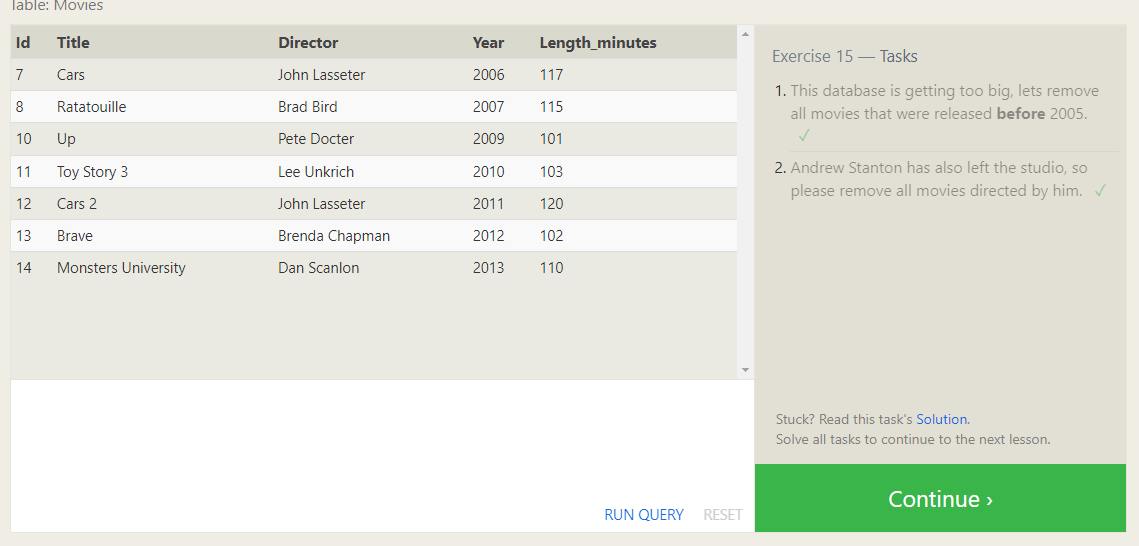 Table: Movies
Id Title Director Year Length_minutes
7 Cars John Lasseter 2006 117
8 Ratatouille Brad Bird 2007 115
10 Up Pete Docter 2009 101
11 Toy Story 3 Lee Unkrich 2010 103
12 Cars 2 John Lasseter 2011 120
13 Brave Brenda Chapman 2012 102
14 Monsters University Dan Scanlon 2013 110
RUN QUERY RESET
Exercise 15 — Tasks
1. This database is getting too big, lets remove
all movies that were released before 2005.
✓
2. Andrew Stanton has also left the studio, so
please remove all movies directed by him. ✓
Stuck? Read this task's Solution.
Solve all tasks to continue to the next lesson.
Continue ›